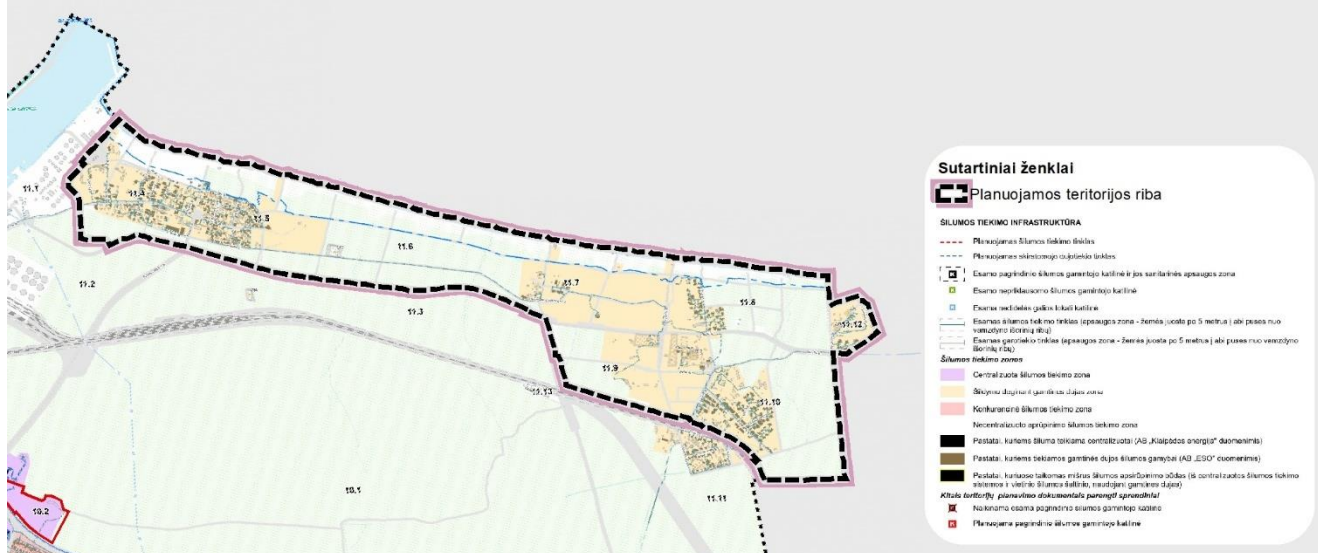 11.1
11.4
11.5
11.6
11.2
11.3
11.7
11.8
11.12
11.9
11.10
11.13
11.11
10.1
10.2
Sutartiniai ženklai
Planuojamos teritorijos riba
ŠILUMOS TIEKIMO INFRASTRUKTŪRA
Planuojamas šilumos tiekimo tinklas
Planuojamas skirstomojo dujotiekio tinklas
Esamo pagrindinio šilumos gamintojo katilinė ir jos sanitarinės apsaugos zona
Esamo nepriklausomo šilumos gamintojo katilinė
Esama nedidelės galios lokali katilinė
Esamas šilumos tiekimo tinklas (apsaugos zona - žemės juosta po 5 metrus į abi puses nuo
vamzdyno išorinių ribų)
Esamas garotiekio tinklas (apsaugos zona - žemės juosta po 5 metrus į abi puses nuo vamzdyno
išorinių ribų)
Šilumos tiekimo zonos
Centralizuota šilumos tiekimo zona
Šildymo deginant gamtines dujas zona
Konkurencinė šilumos tiekimo zona
Necentralizuoto aprūpinimo šilumos tiekimo zona
Pastatai, kuriems šiluma teikiama centralizuotai (AB „Klaipėdos energija" duomenimis)
Pastatai, kuriems tiekiamos gamtinės dujos šilumos gamybai (AB „ESO" duomenimis)
Pastatai, kuriuose taikomas mišrus šilumos apsirūpinimo būdas (iš centralizuotos šilumos tiekimo
sistemos ir vietinio šilumos šaltinio, naudojant gamtines dujas)
Kitais teritorijų planavimo dokumentais parengti sprendiniai
Naikinama esama pagrindinio šilumos gamintojo katilinė
Planuojama pagrindinio šilumos gamintojo katilinė